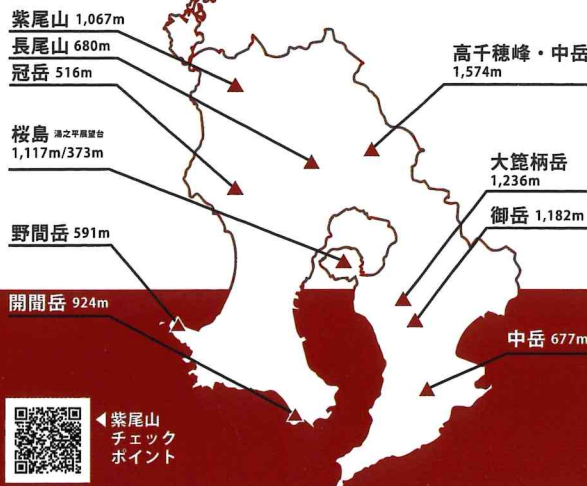 紫尾山 1,067m
長尾山 680m
冠岳 516m
桜島 湯之平展望台
1,117m/373m
野間岳 591m
開聞岳 924m
高千穂峰・中岳
1,574m
大箆柄岳
1,236m
御岳 1,182m
中岳 677m
◀紫尾山
チェック
ポイント